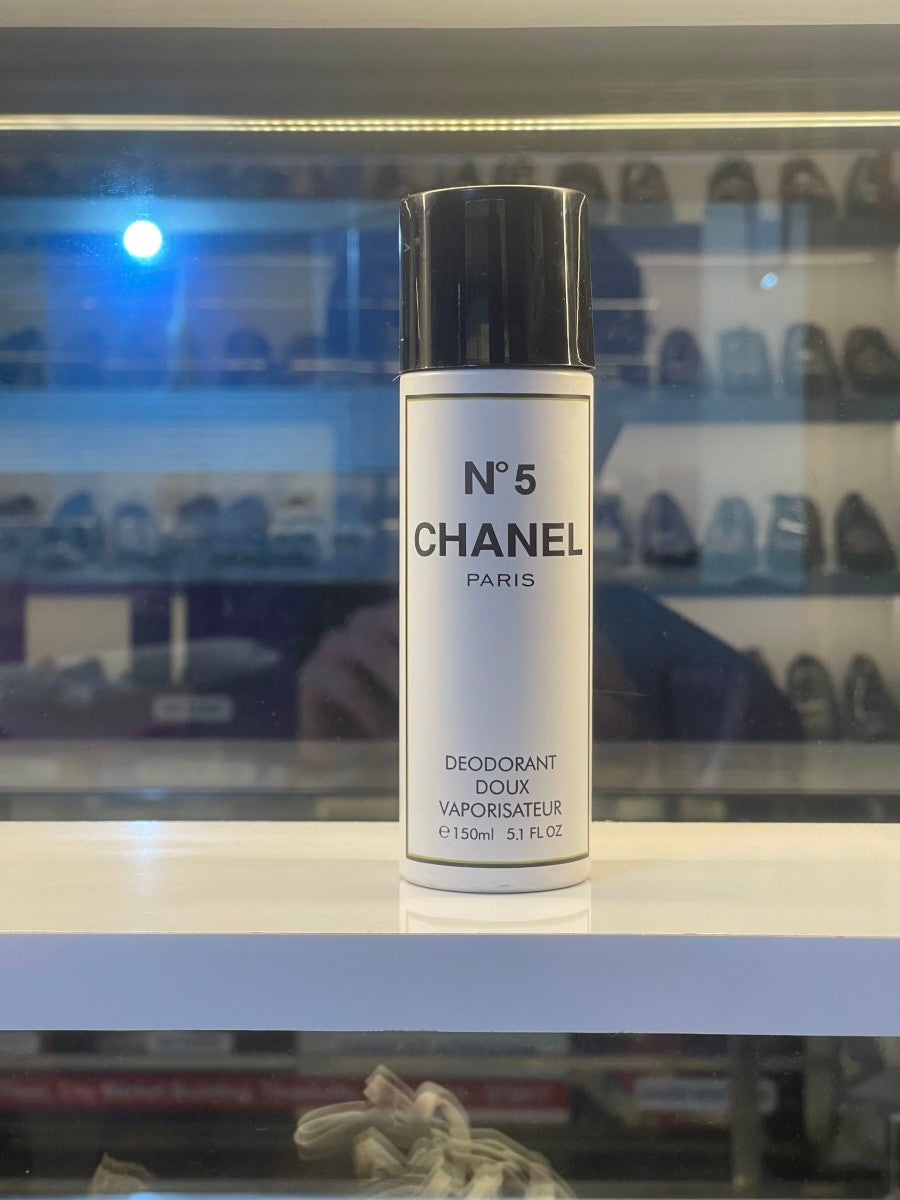 N°5
CHANEL
PARIS
DEODORANT
DOUX
VAPORISATEUR
℮150ml 5.1 FL OZ